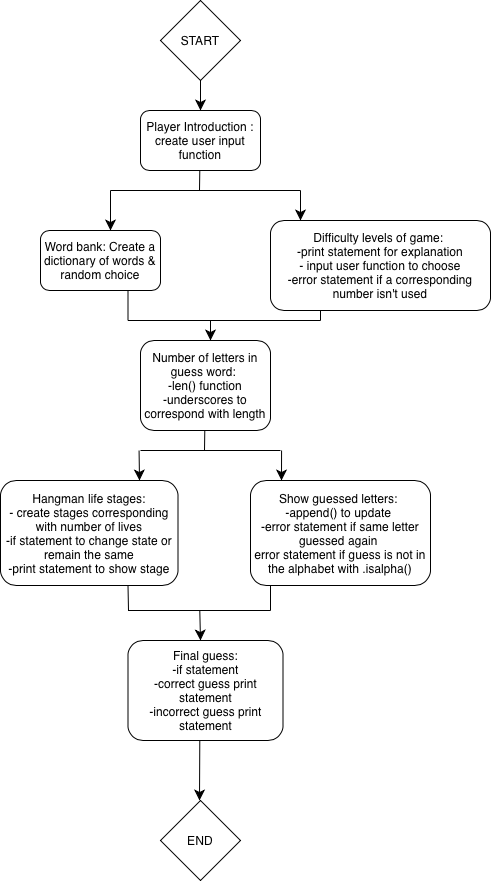 START
Player Introduction :
create user input
function
Word bank: Create a
dictionary of words &
random choice
Difficulty levels of game:
-print statement for explanation
- input user function to choose
-error statement if a corresponding
number isn't used
Number of letters in
guess word:
-len() function
-underscores to
correspond with length
Hangman life stages:
- create stages corresponding
with number of lives
-if statement to change state or
remain the same
-print statement to show stage
Show guessed letters:
-append() to update
-error statement if same letter
guessed again
error statement if guess is not in
the alphabet with .isalpha()
Final guess:
-if statement
-correct guess print
statement
-incorrect guess print
statement
END